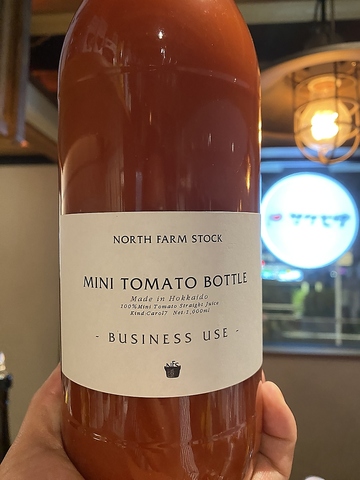 NORTH FARM STOCK
MINI TOMATO BOTTLE
Made in Hokkaido
100%Mini Tomato Straight Juice
Kind:Carol7 Net:1,000ml
- BUSINESS USE -